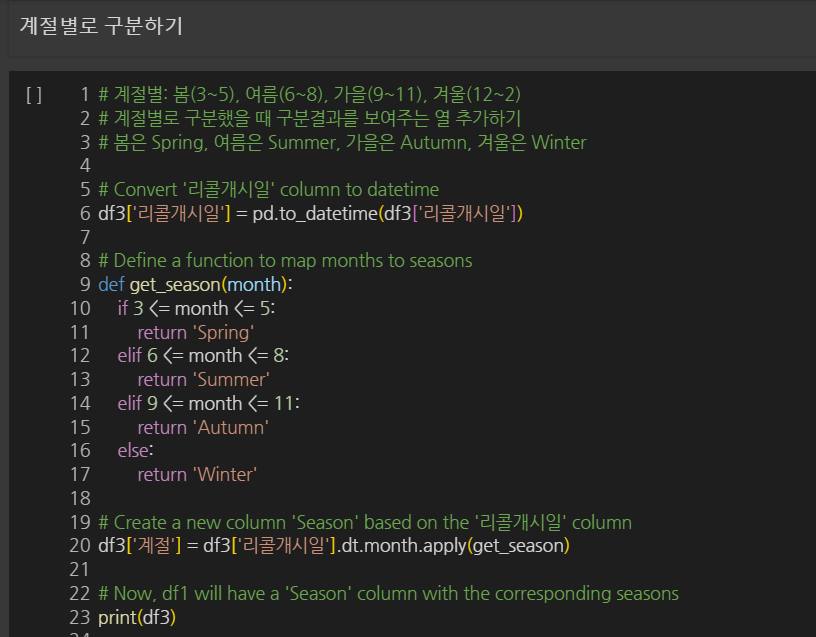 계절별로 구분하기
[ ] 1 # 계절별: 봄(3~5), 여름(6~8), 가을(9~11), 겨울(12~2)
2 # 계절별로 구분했을 때 구분결과를 보여주는 열 추가하기
3 # 봄은 Spring, 여름은 Summer, 가을은 Autumn, 겨울은 Winter
4
5 # Convert '리콜개시일' column to datetime
6 df3['리콜개시일'] = pd.to_datetime(df3['리콜개시일'])
7
8 # Define a function to map months to seasons
9 def get_season(month):
10     if 3 <= month <= 5:
11         return 'Spring'
12     elif 6 <= month <= 8:
13         return 'Summer'
14     elif 9 <= month <= 11:
15         return 'Autumn'
16     else:
17         return 'Winter'
18
19 # Create a new column 'Season' based on the '리콜개시일' column
20 df3['계절'] = df3['리콜개시일'].dt.month.apply(get_season)
21
22 # Now, df1 will have a 'Season' column with the corresponding seasons
23 print(df3)